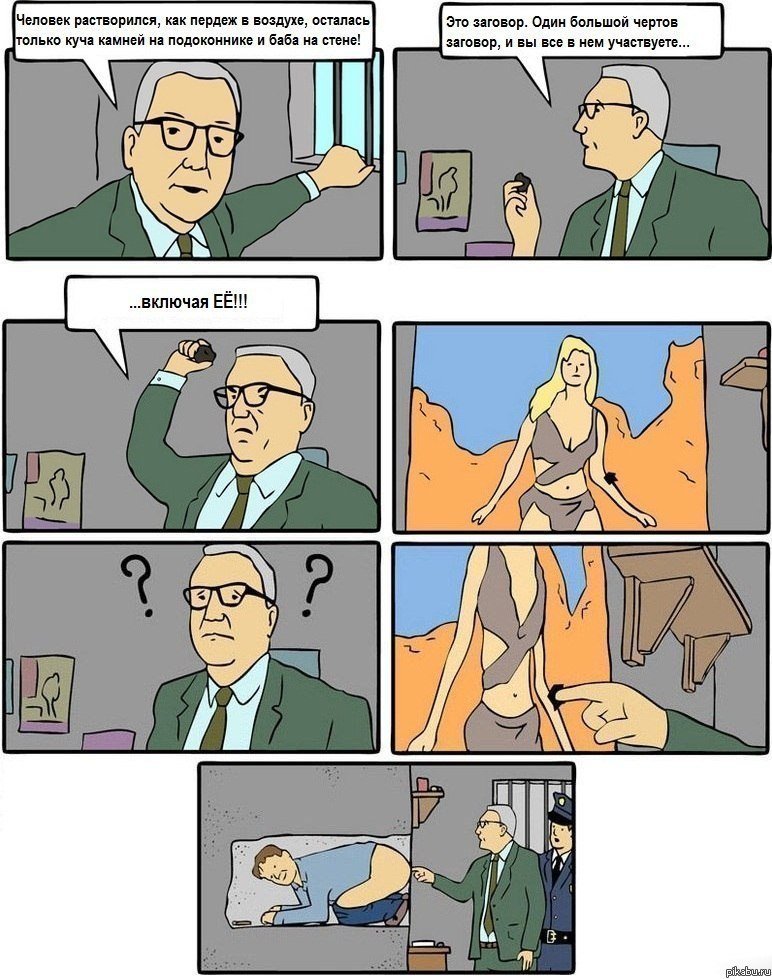 Человек растворился, как пердеж в воздухе, осталась
только куча камней на подоконнике и баба на стене!
Это заговор. Один большой чертов
заговор, и вы все в нем участвуете...
...включая ЕЁ!!!
? ?
pikabu.ru